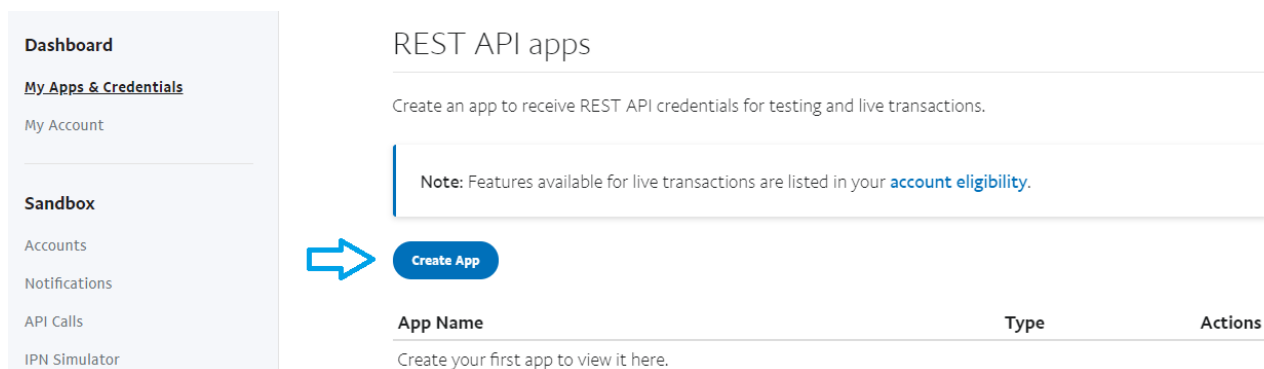 Dashboard
My Apps & Credentials
My Account
Sandbox
Accounts
Notifications
API Calls
IPN Simulator
REST API apps
Create an app to receive REST API credentials for testing and live transactions.
Note: Features available for live transactions are listed in your account eligibility.
Create App
App Name Type Actions
Create your first app to view it here.